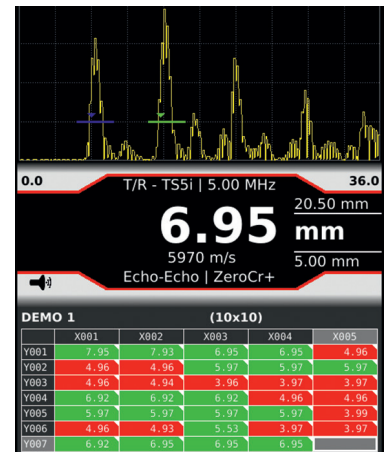 0.0 T/R - TS5i | 5.00 MHz 36.0
20.50 mm
6.95 mm
5970 m/s 5.00 mm
Echo-Echo | ZeroCr+
DEMO 1 (10x10)
X001 X002 X003 X004 X005
Y001 7.95 7.93 6.95 6.95 4.96
Y002 4.96 4.96 5.97 5.97 5.97
Y003 4.96 4.94 3.96 3.97 3.97
Y004 6.92 6.92 6.92 4.96 4.96
Y005 5.97 5.97 5.97 5.97 3.99
Y006 4.96 4.93 5.53 3.97 3.97
Y007 6.92 6.95 6.95 6.95